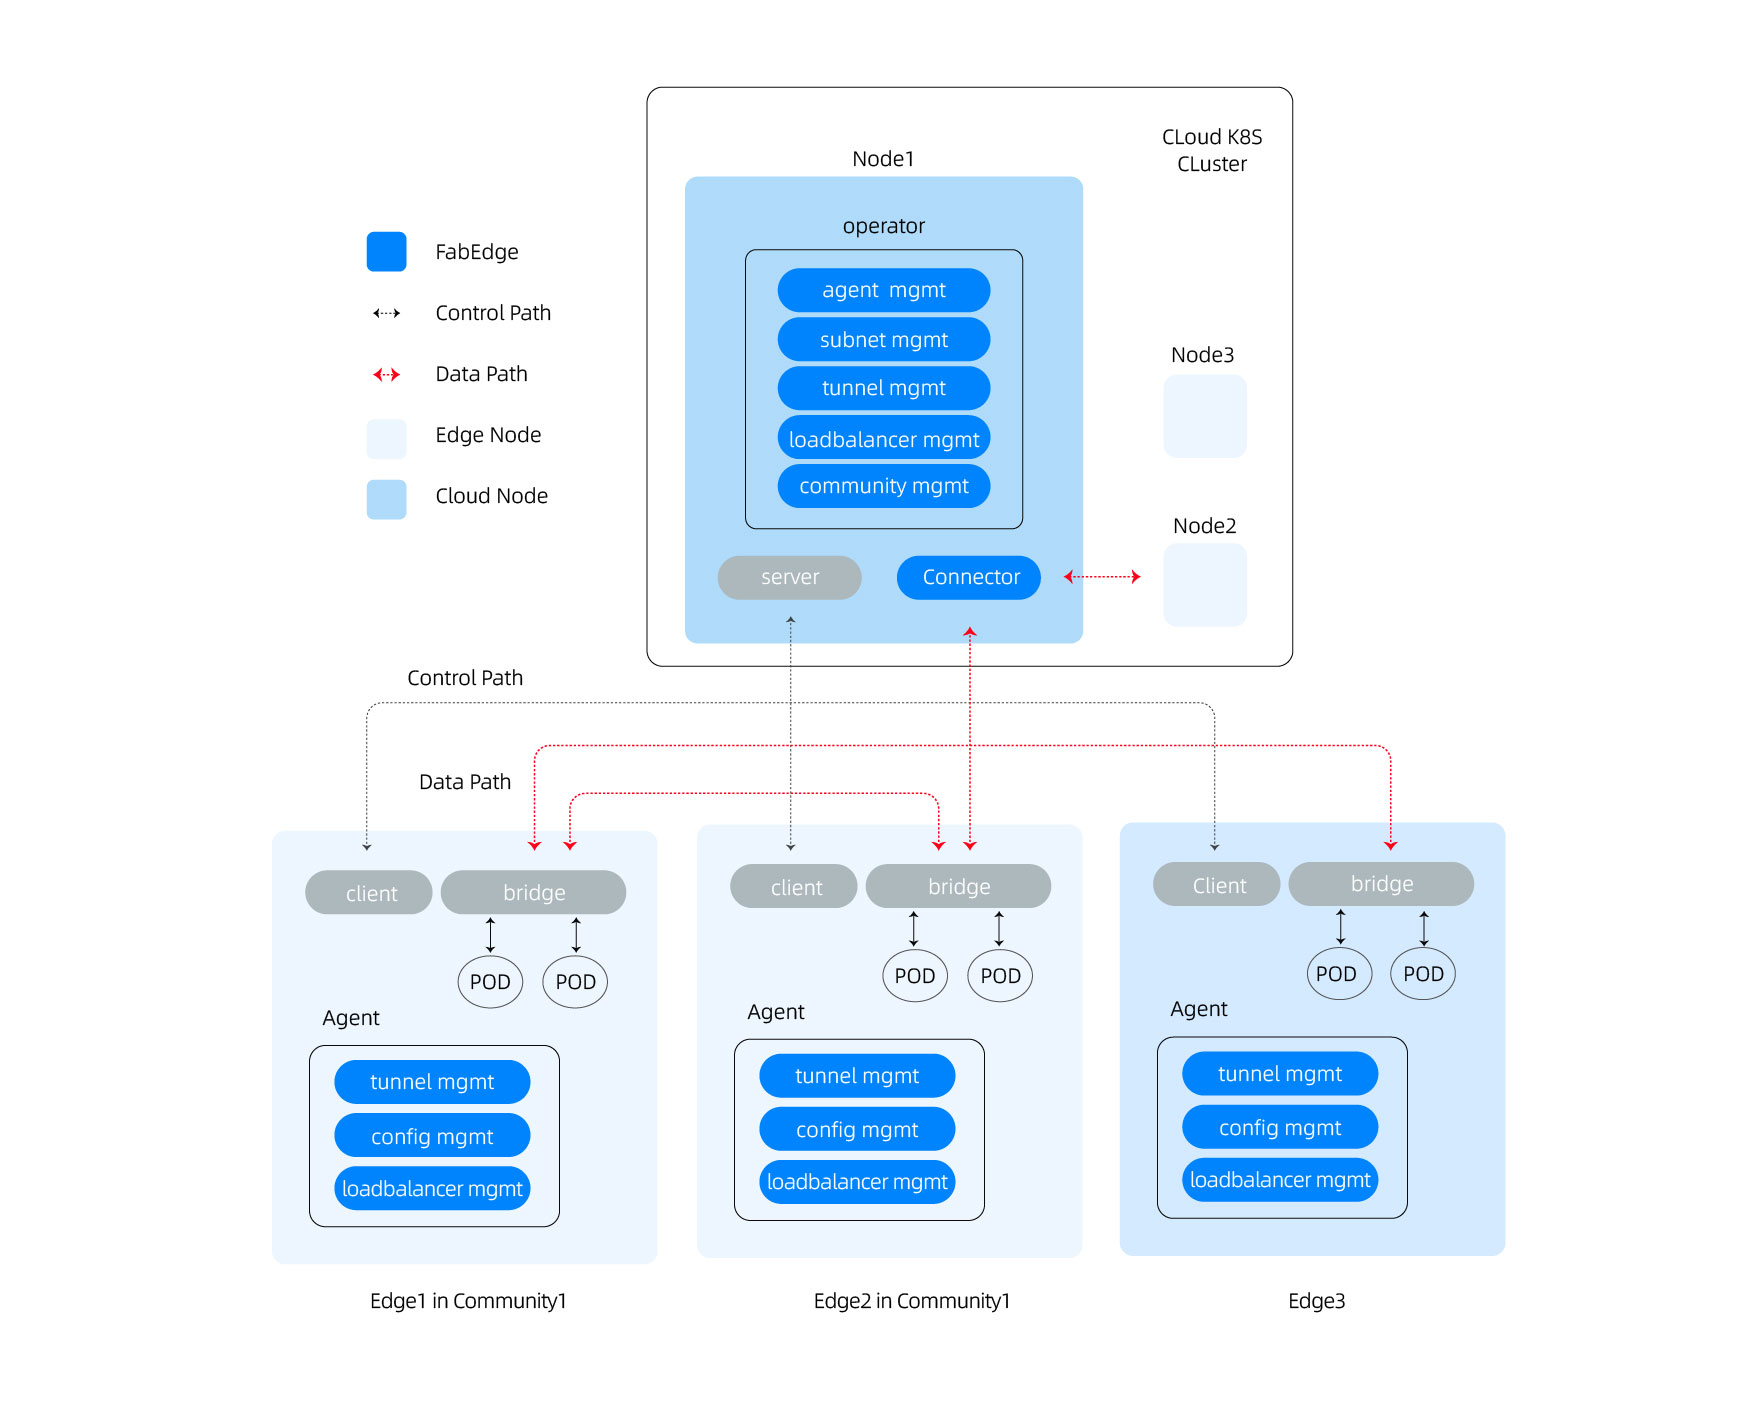 CLoud K8S
CLuster
Node1
operator
agent  mgmt
subnet mgmt
tunnel mgmt
loadbalancer mgmt
community mgmt
server
Connector
Node3
Node2
FabEdge
Control Path
Data Path
Edge Node
Cloud Node
Control Path
Data Path
client
bridge
POD
POD
Agent
tunnel mgmt
config mgmt
loadbalancer mgmt
Edge1 in Community1
client
bridge
POD
POD
Agent
tunnel mgmt
config mgmt
loadbalancer mgmt
Edge2 in Community1
Client
bridge
POD
POD
Agent
tunnel mgmt
config mgmt
loadbalancer mgmt
Edge3